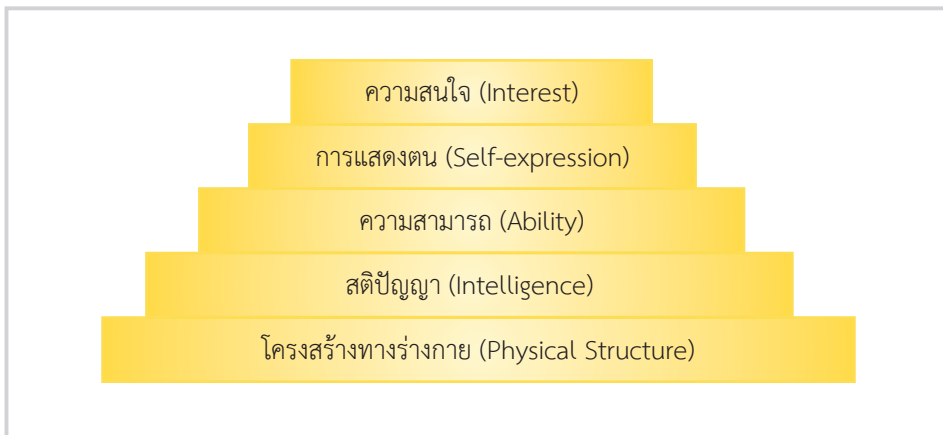 ความสนใจ (Interest)
การแสดงตน (Self-expression)
ความสามารถ (Ability)
สติปัญญา (Intelligence)
โครงสร้างทางร่างกาย (Physical Structure)